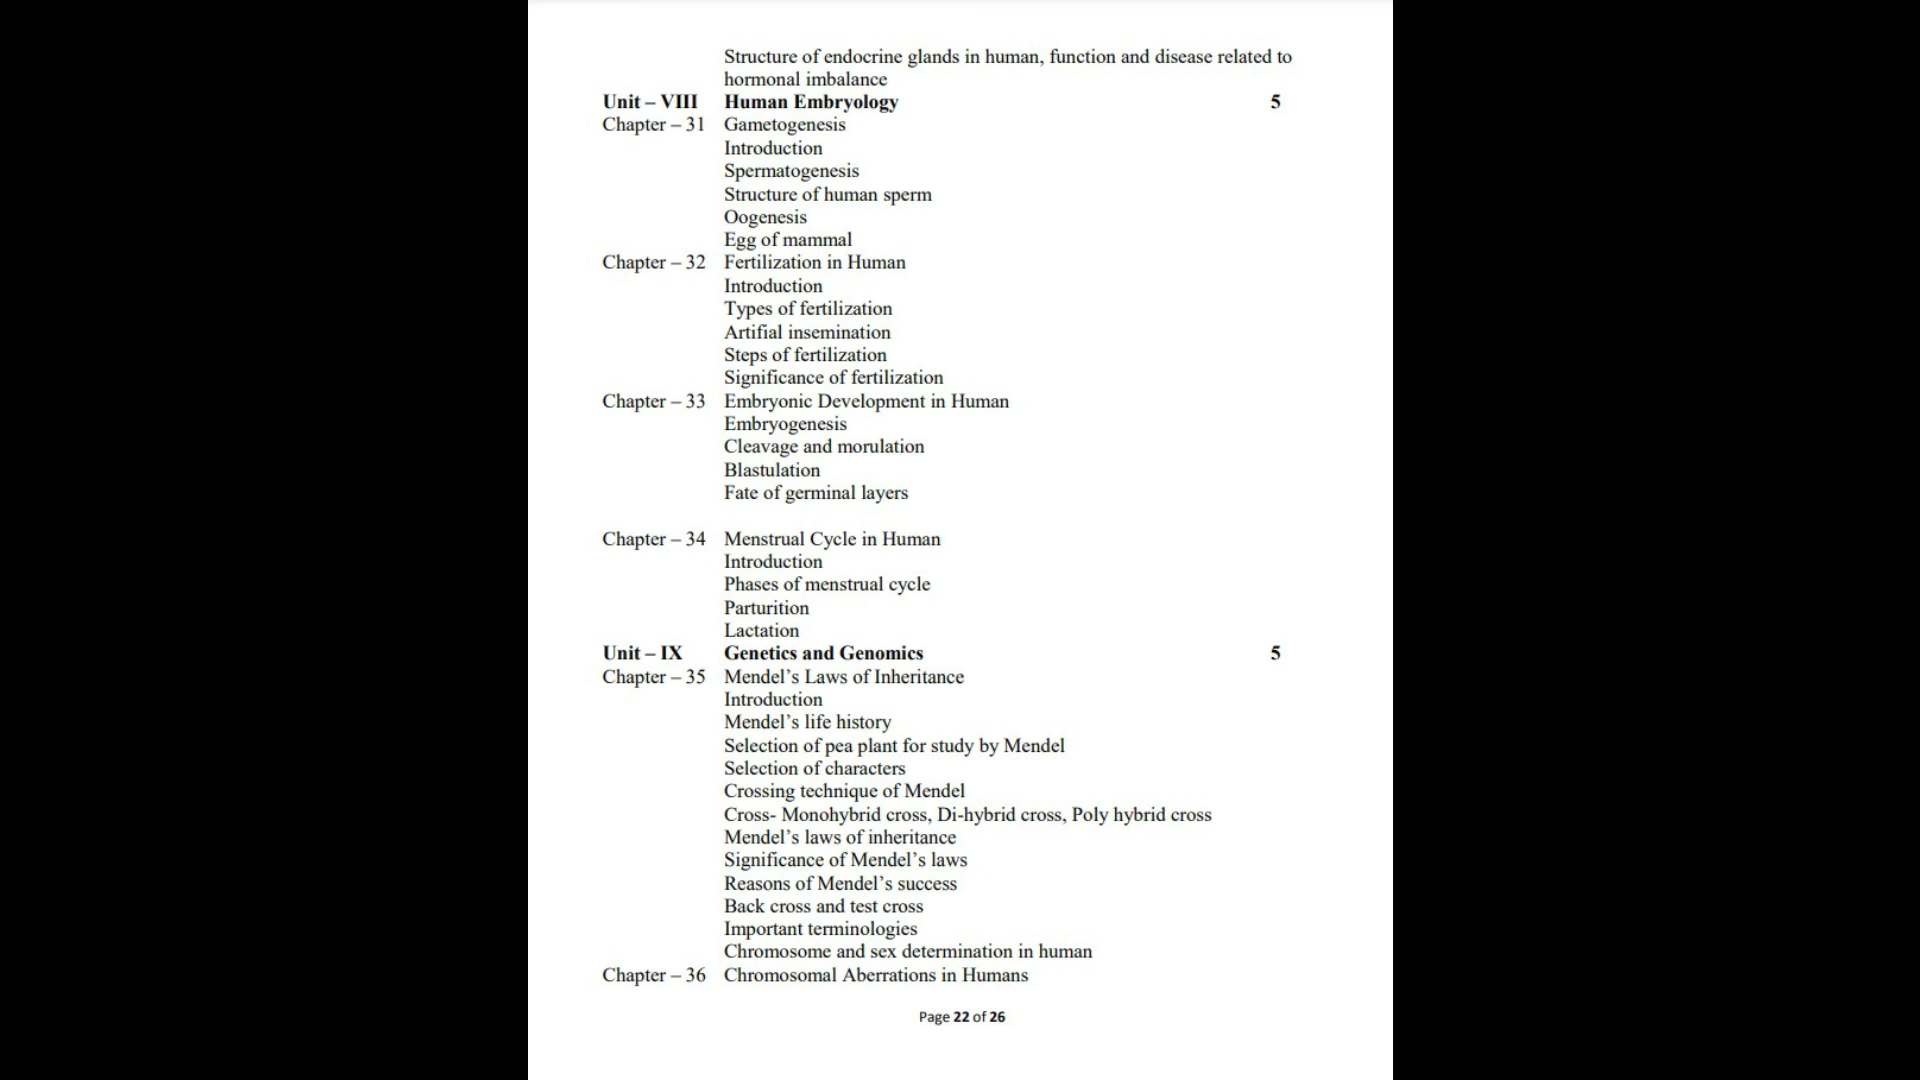 Structure of endocrine glands in human, function and disease related to
hormonal imbalance
Unit – VIII Human Embryology 5
Chapter – 31 Gametogenesis
Introduction
Spermatogenesis
Structure of human sperm
Oogenesis
Egg of mammal
Chapter – 32 Fertilization in Human
Introduction
Types of fertilization
Artifial insemination
Steps of fertilization
Significance of fertilization
Chapter – 33 Embryonic Development in Human
Embryogenesis
Cleavage and morulation
Blastulation
Fate of germinal layers
Chapter – 34 Menstrual Cycle in Human
Introduction
Phases of menstrual cycle
Parturition
Lactation
Unit – IX Genetics and Genomics 5
Chapter – 35 Mendel’s Laws of Inheritance
Introduction
Mendel’s life history
Selection of pea plant for study by Mendel
Selection of characters
Crossing technique of Mendel
Cross- Monohybrid cross, Di-hybrid cross, Poly hybrid cross
Mendel’s laws of inheritance
Significance of Mendel’s laws
Reasons of Mendel’s success
Back cross and test cross
Important terminologies
Chromosome and sex determination in human
Chapter – 36 Chromosomal Aberrations in Humans
Page 22 of 26